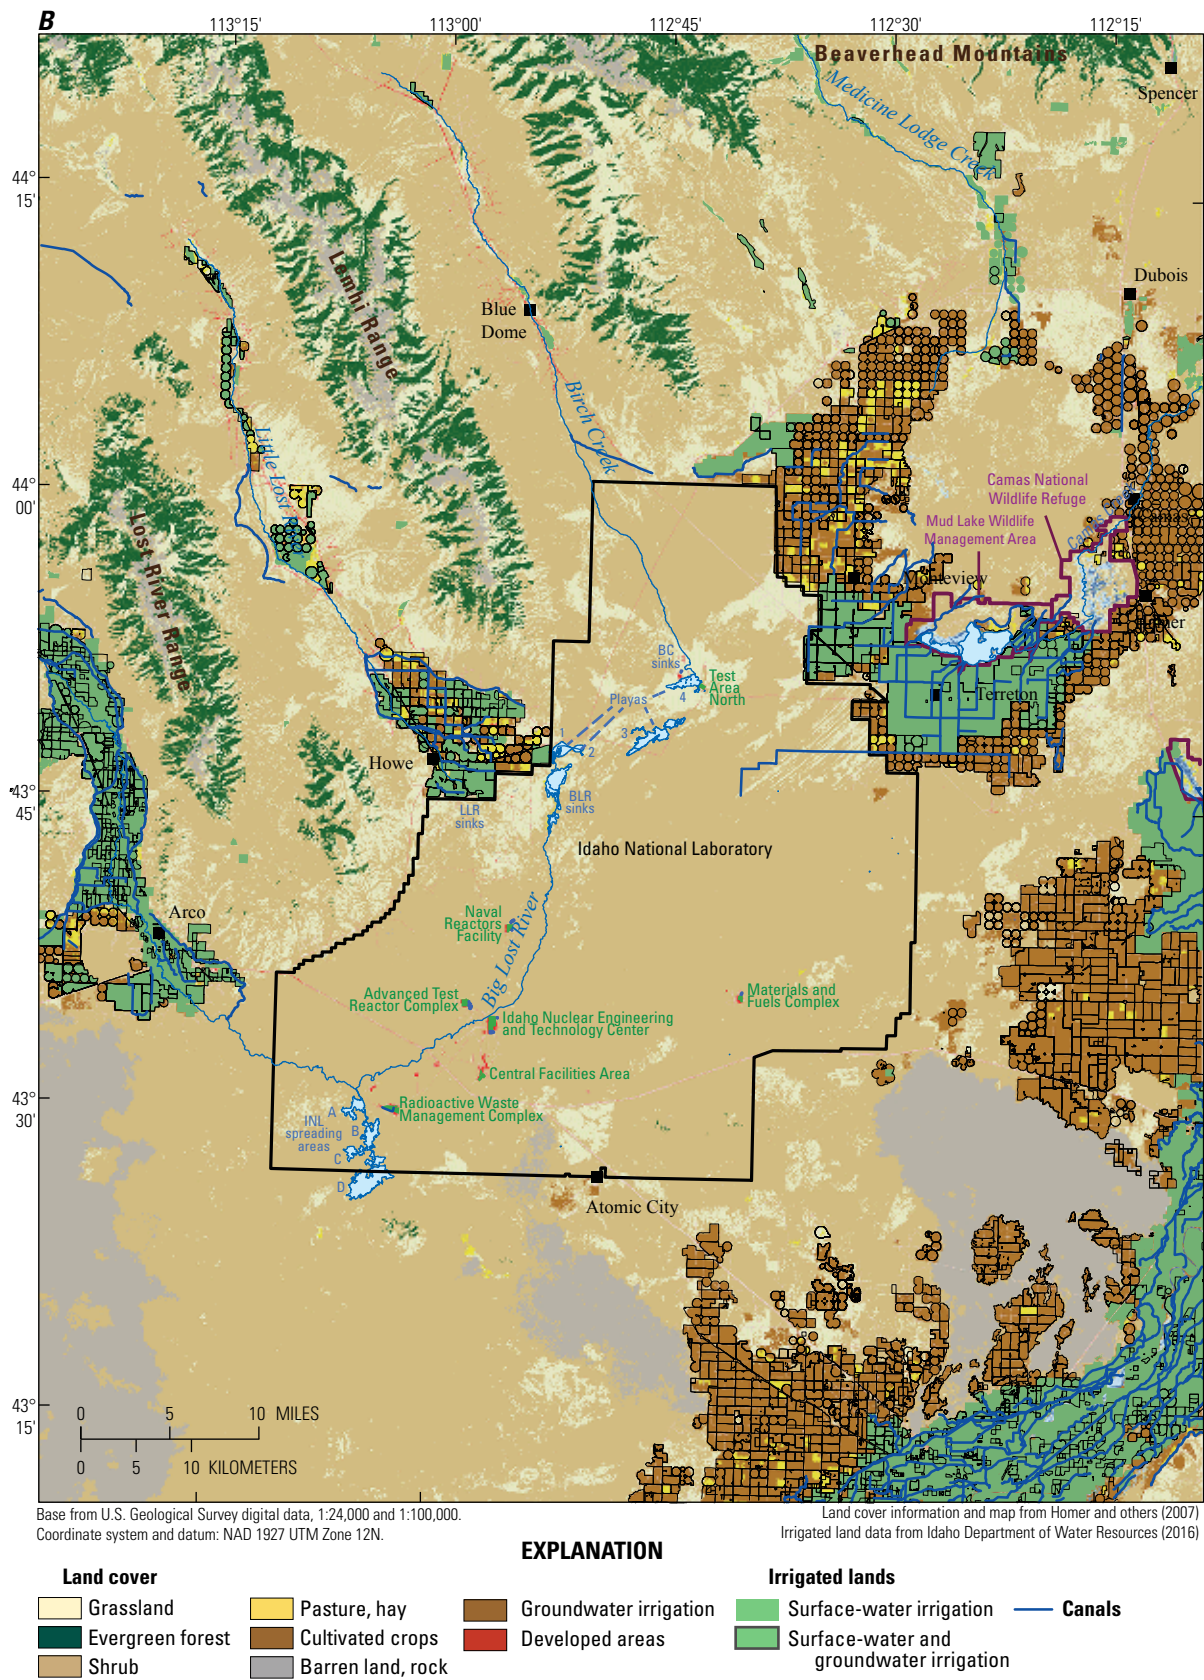 B
113°15'
113°00'
112°45'
112°30'
112°15'
Beaverhead Mountains
Spencer
Medicine Lodge Creek
44°
15'
Lemhi Range
Blue
Dome
Dubois
Birch Creek
Little Lost
44°
00'
Camas National
Wildlife Refuge
Mud Lake Wildlife
Management Area
Lost River Range
Monteview
BC
sinks
Test
Area
North
4
Playas
Terreton
1
2
3
Howe
BLR
sinks
LLR
sinks
43°
45'
Idaho National Laboratory
Arco
Naval
Reactors
Facility
Big Lost River
Advanced Test
Reactor Complex
Materials and
Fuels Complex
Idaho Nuclear Engineering
and Technology Center
Central Facilities Area
43°
30'
A
INL
spreading
areas
B
C
D
Radioactive Waste
Management Complex
Atomic City
43°
15'
0 5 10 MILES
0 5 10 KILOMETERS
Base from U.S. Geological Survey digital data, 1:24,000 and 1:100,000.
Coordinate system and datum: NAD 1927 UTM Zone 12N.
Land cover information and map from Homer and others (2007)
Irrigated land data from Idaho Department of Water Resources (2016)
EXPLANATION
Land cover
Grassland
Evergreen forest
Shrub
Pasture, hay
Cultivated crops
Barren land, rock
Groundwater irrigation
Developed areas
Irrigated lands
Surface-water irrigation
Surface-water and
groundwater irrigation
Canals